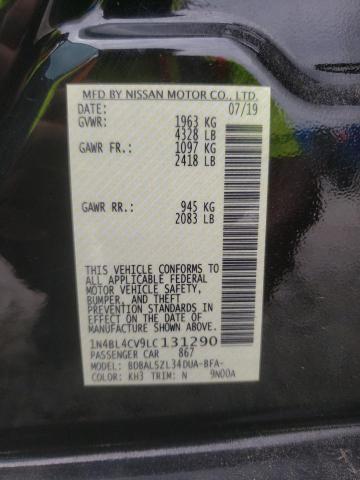 MFD BY NISSAN MOTOR CO., LTD.
DATE: 07/19
GVWR: 1963 KG
4328 LB
GAWR FR.: 1097 KG
2418 LB
GAWR RR.: 945 KG
2083 LB
THIS VEHICLE CONFORMS TO
ALL APPLICABLE FEDERAL
MOTOR VEHICLE SAFETY,
BUMPER, AND THEFT
PREVENTION STANDARDS IN
EFFECT ON THE DATE OF
MANUFACTURE SHOWN ABOVE.
1N4BL4CV9LC131290
PASSENGER CAR 867
MODEL: BDBALSZL34DUA-BFA-
COLOR: KH3 TRIM: N 9N00A